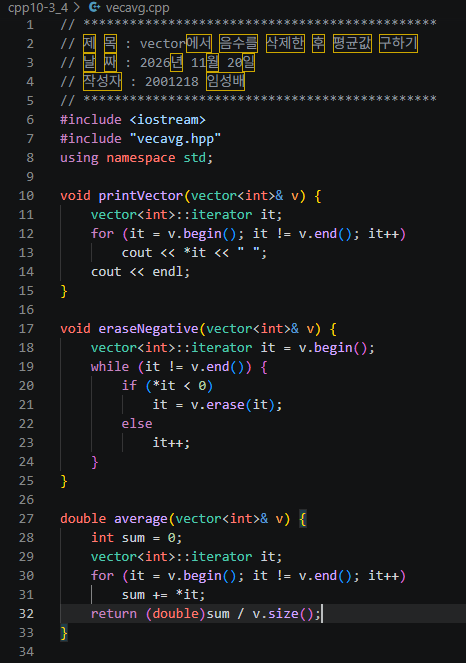 cpp10-3_4 > vecavg.cpp
1 // **********************************************
2 // 제 목 : vector에서 음수를 삭제한 후 평균값 구하기
3 // 날 짜 : 2026년 11월 20일
4 // 작성자 : 2001218 임성배
5 // **********************************************
6 #include <iostream>
7 #include "vecavg.hpp"
8 using namespace std;
9
10 void printVector(vector<int>& v) {
11     vector<int>::iterator it;
12     for (it = v.begin(); it != v.end(); it++)
13         cout << *it << " ";
14     cout << endl;
15 }
16
17 void eraseNegative(vector<int>& v) {
18     vector<int>::iterator it = v.begin();
19     while (it != v.end()) {
20         if (*it < 0)
21             it = v.erase(it);
22         else
23             it++;
24     }
25 }
26
27 double average(vector<int>& v) {
28     int sum = 0;
29     vector<int>::iterator it;
30     for (it = v.begin(); it != v.end(); it++)
31         sum += *it;
32     return (double)sum / v.size();
33 }
34